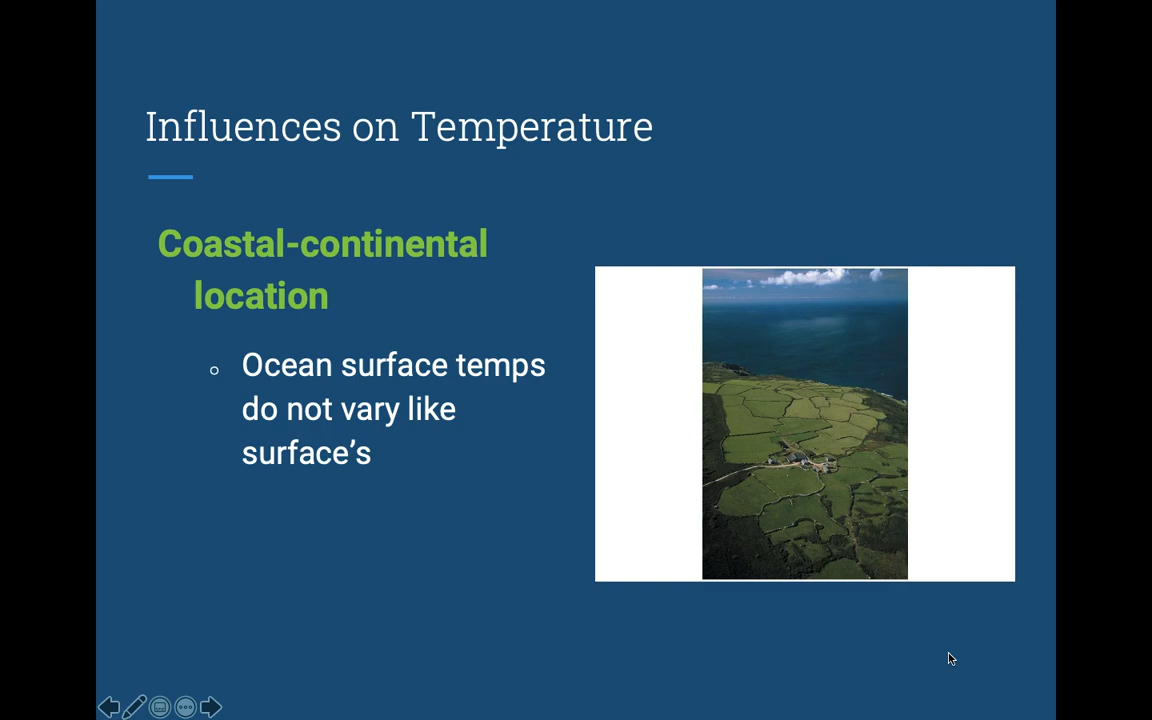 Influences on Temperature
Coastal-continental
location
Ocean surface temps
do not vary like
surface’s